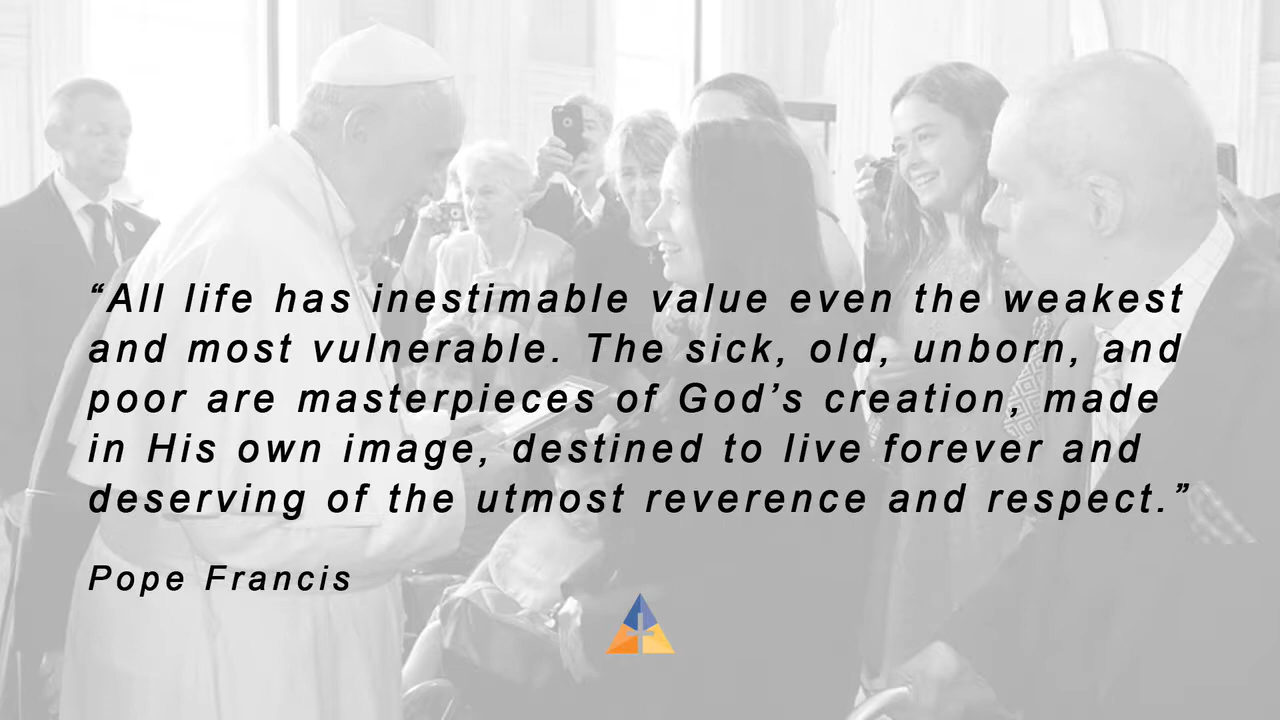 “All life has inestimable value even the weakest
and most vulnerable. The sick, old, unborn, and
poor are masterpieces of God’s creation, made
in His own image, destined to live forever and
deserving of the utmost reverence and respect.”
Pope Francis